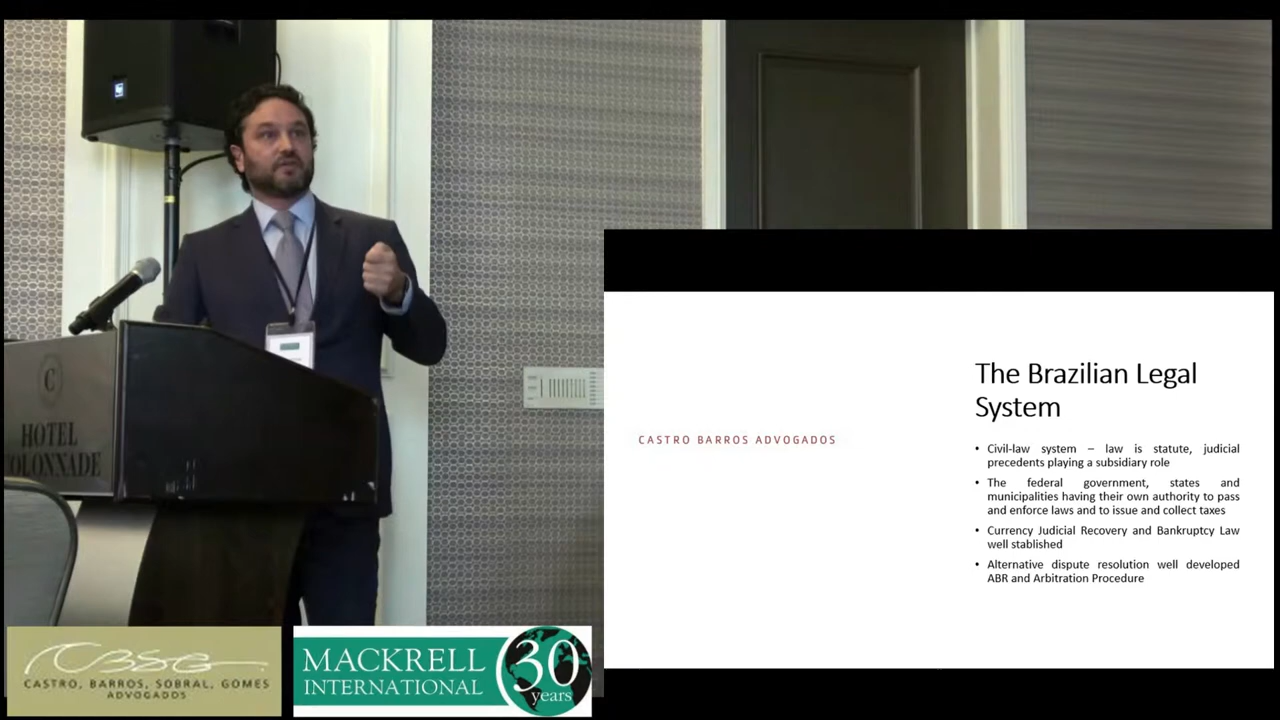 C
HOTEL
COLONNADE
The Brazilian Legal
System
CASTRO BARROS ADVOGADOS
• Civil-law system – law is statute, judicial
precedents playing a subsidiary role
• The federal government, states and
municipalities having their own authority to pass
and enforce laws and to issue and collect taxes
• Currency Judicial Recovery and Bankruptcy Law
well stablished
• Alternative dispute resolution well developed
ABR and Arbitration Procedure
CBSG
CASTRO, BARROS, SOBRAL, GOMES
ADVOGADOS
MACKRELL
INTERNATIONAL
30
years